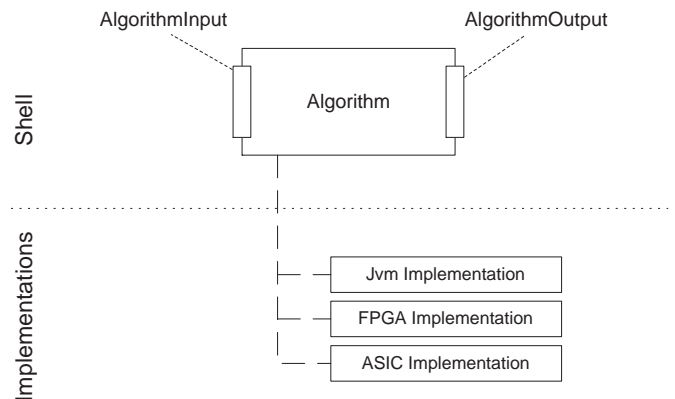 AlgorithmInput
AlgorithmOutput
Algorithm
Shell
Jvm Implementation
FPGA Implementation
ASIC Implementation
Implementations